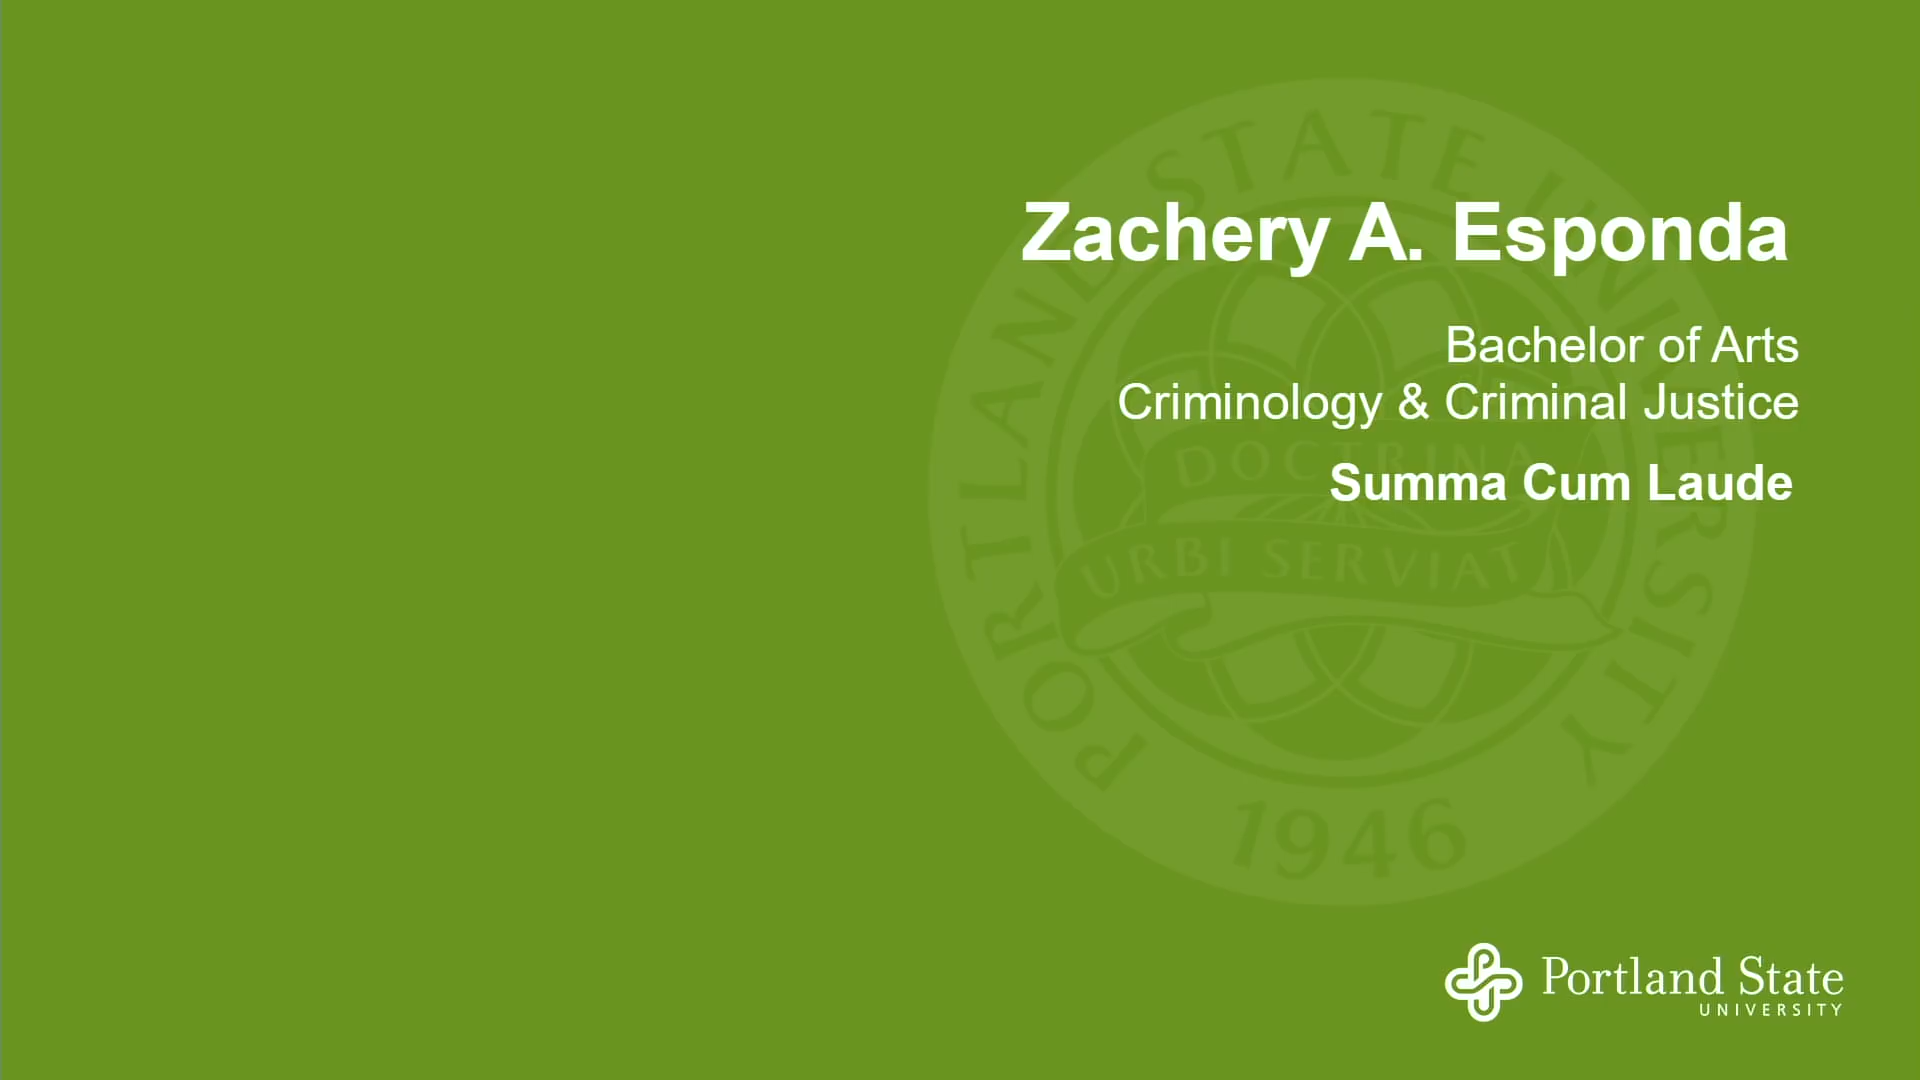 Zachery A. Esponda
Bachelor of Arts
Criminology & Criminal Justice
Summa Cum Laude
PORTLAND STATE UNIVERSITY
DOCTRINA
URBI SERVIAT
1946
Portland State
UNIVERSITY